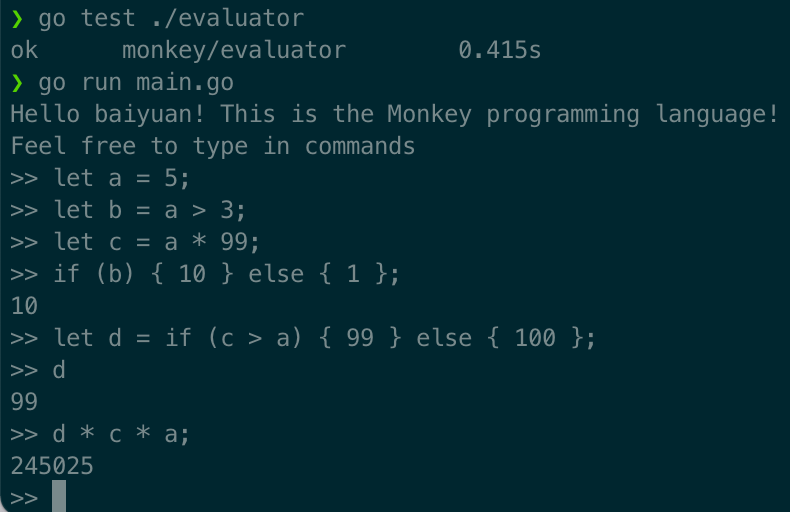 ❯ go test ./evaluator
ok      monkey/evaluator        0.415s
❯ go run main.go
Hello baiyuan! This is the Monkey programming language!
Feel free to type in commands
>> let a = 5;
>> let b = a > 3;
>> let c = a * 99;
>> if (b) { 10 } else { 1 };
10
>> let d = if (c > a) { 99 } else { 100 };
>> d
99
>> d * c * a;
245025
>>